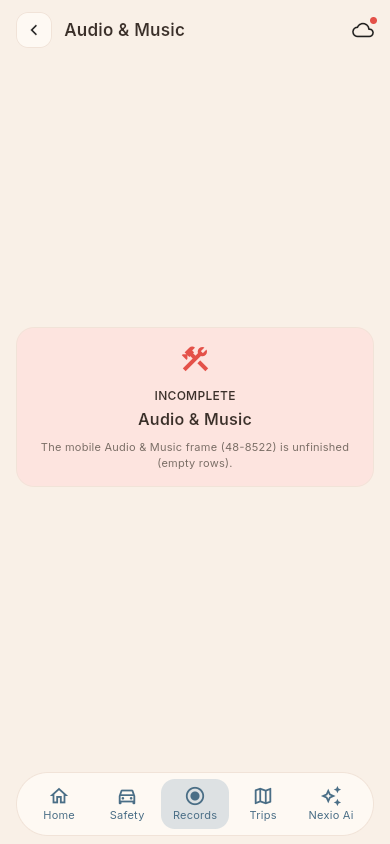 Audio & Music
INCOMPLETE
Audio & Music
The mobile Audio & Music frame (48-8522) is unfinished
(empty rows).
Home
Safety
Records
Trips
Nexio Ai